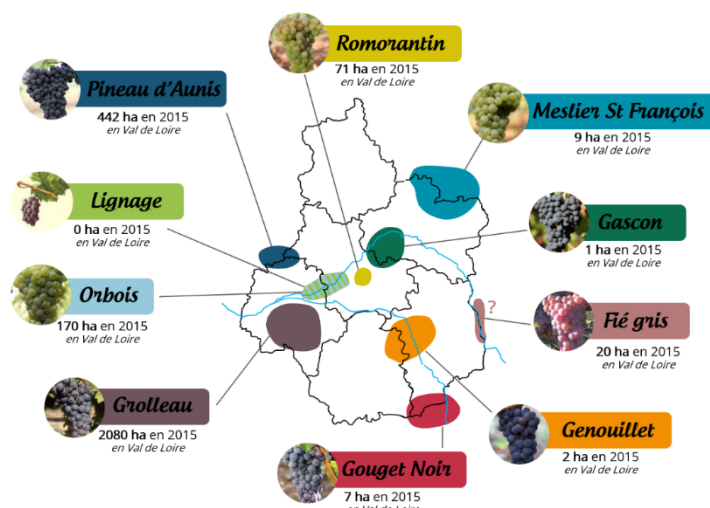 Romorantin
71 ha en 2015
en Val de Loire
Pineau d'Aunis
442 ha en 2015
en Val de Loire
Meslier St François
9 ha en 2015
en Val de Loire
Lignage
0 ha en 2015
en Val de Loire
Gascon
1 ha en 2015
en Val de Loire
Orbois
170 ha en 2015
en Val de Loire
?
Fié gris
20 ha en 2015
en Val de Loire
Grolleau
2080 ha en 2015
en Val de Loire
Genouillet
2 ha en 2015
en Val de Loire
Gouget Noir
7 ha en 2015
en Val de Loire